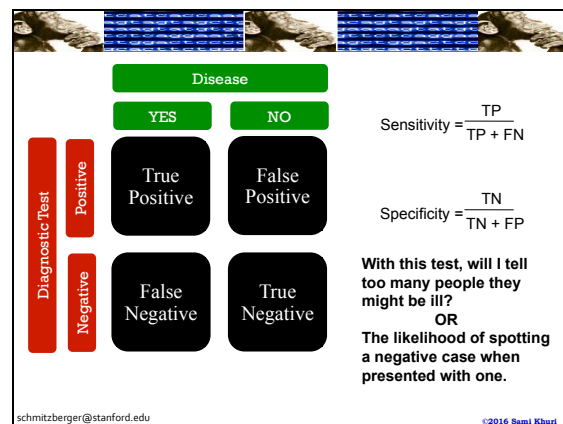 Disease
YES
NO
Diagnostic Test
Positive
True
Positive
False
Positive
Negative
False
Negative
True
Negative
Sensitivity = TP
TP + FN
Specificity = TN
TN + FP
With this test, will I tell
too many people they
might be ill?
OR
The likelihood of spotting
a negative case when
presented with one.
schmitzberger@stanford.edu
©2016 Sami Khuri